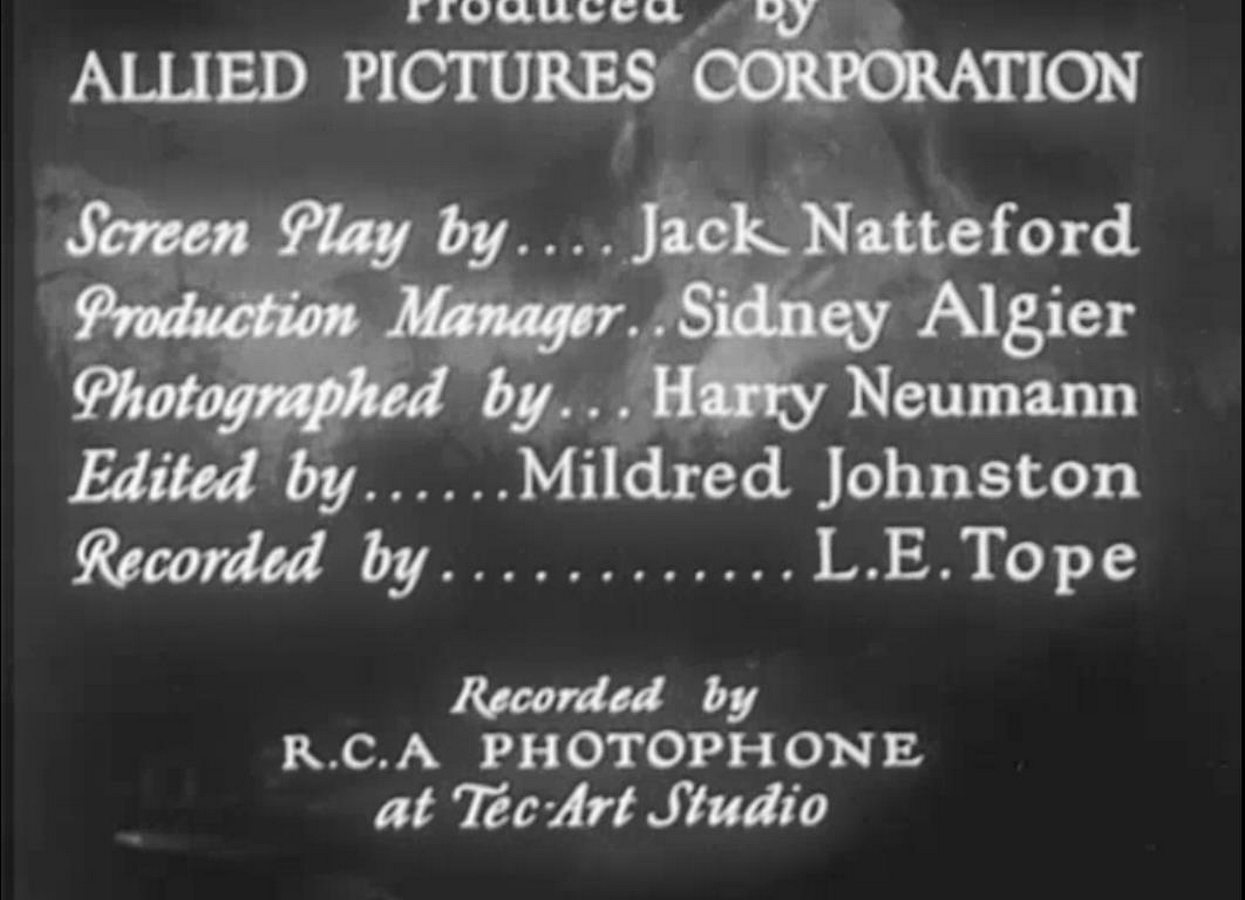 Produced by
ALLIED PICTURES CORPORATION
Screen Play by.... Jack Natteford
Production Manager..Sidney Algier
Photographed by... Harry Neumann
Edited by......Mildred Johnston
Recorded by............. L.E.Tope
Recorded by
R.C.A PHOTOPHONE
at Tec-Art Studio